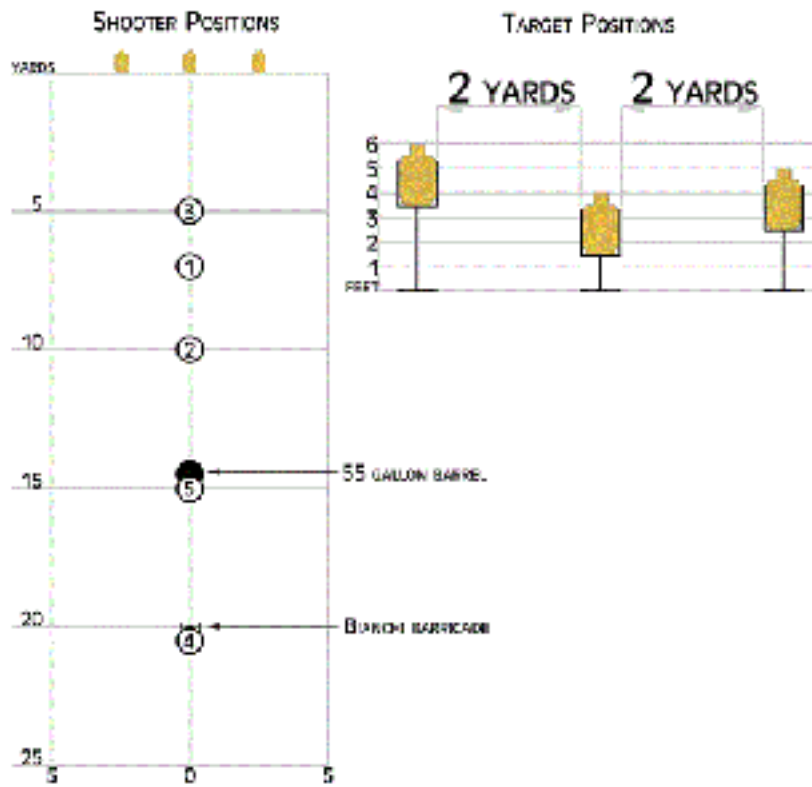 SHOOTER POSITIONS
YARDS
5
3
1
10
2
55 GALLON BARREL
15
5
20
BIANCHI BARRICADE
4
25
5 0 5
TARGET POSITIONS
2 YARDS 2 YARDS
6
5
4
3
2
1
FEET